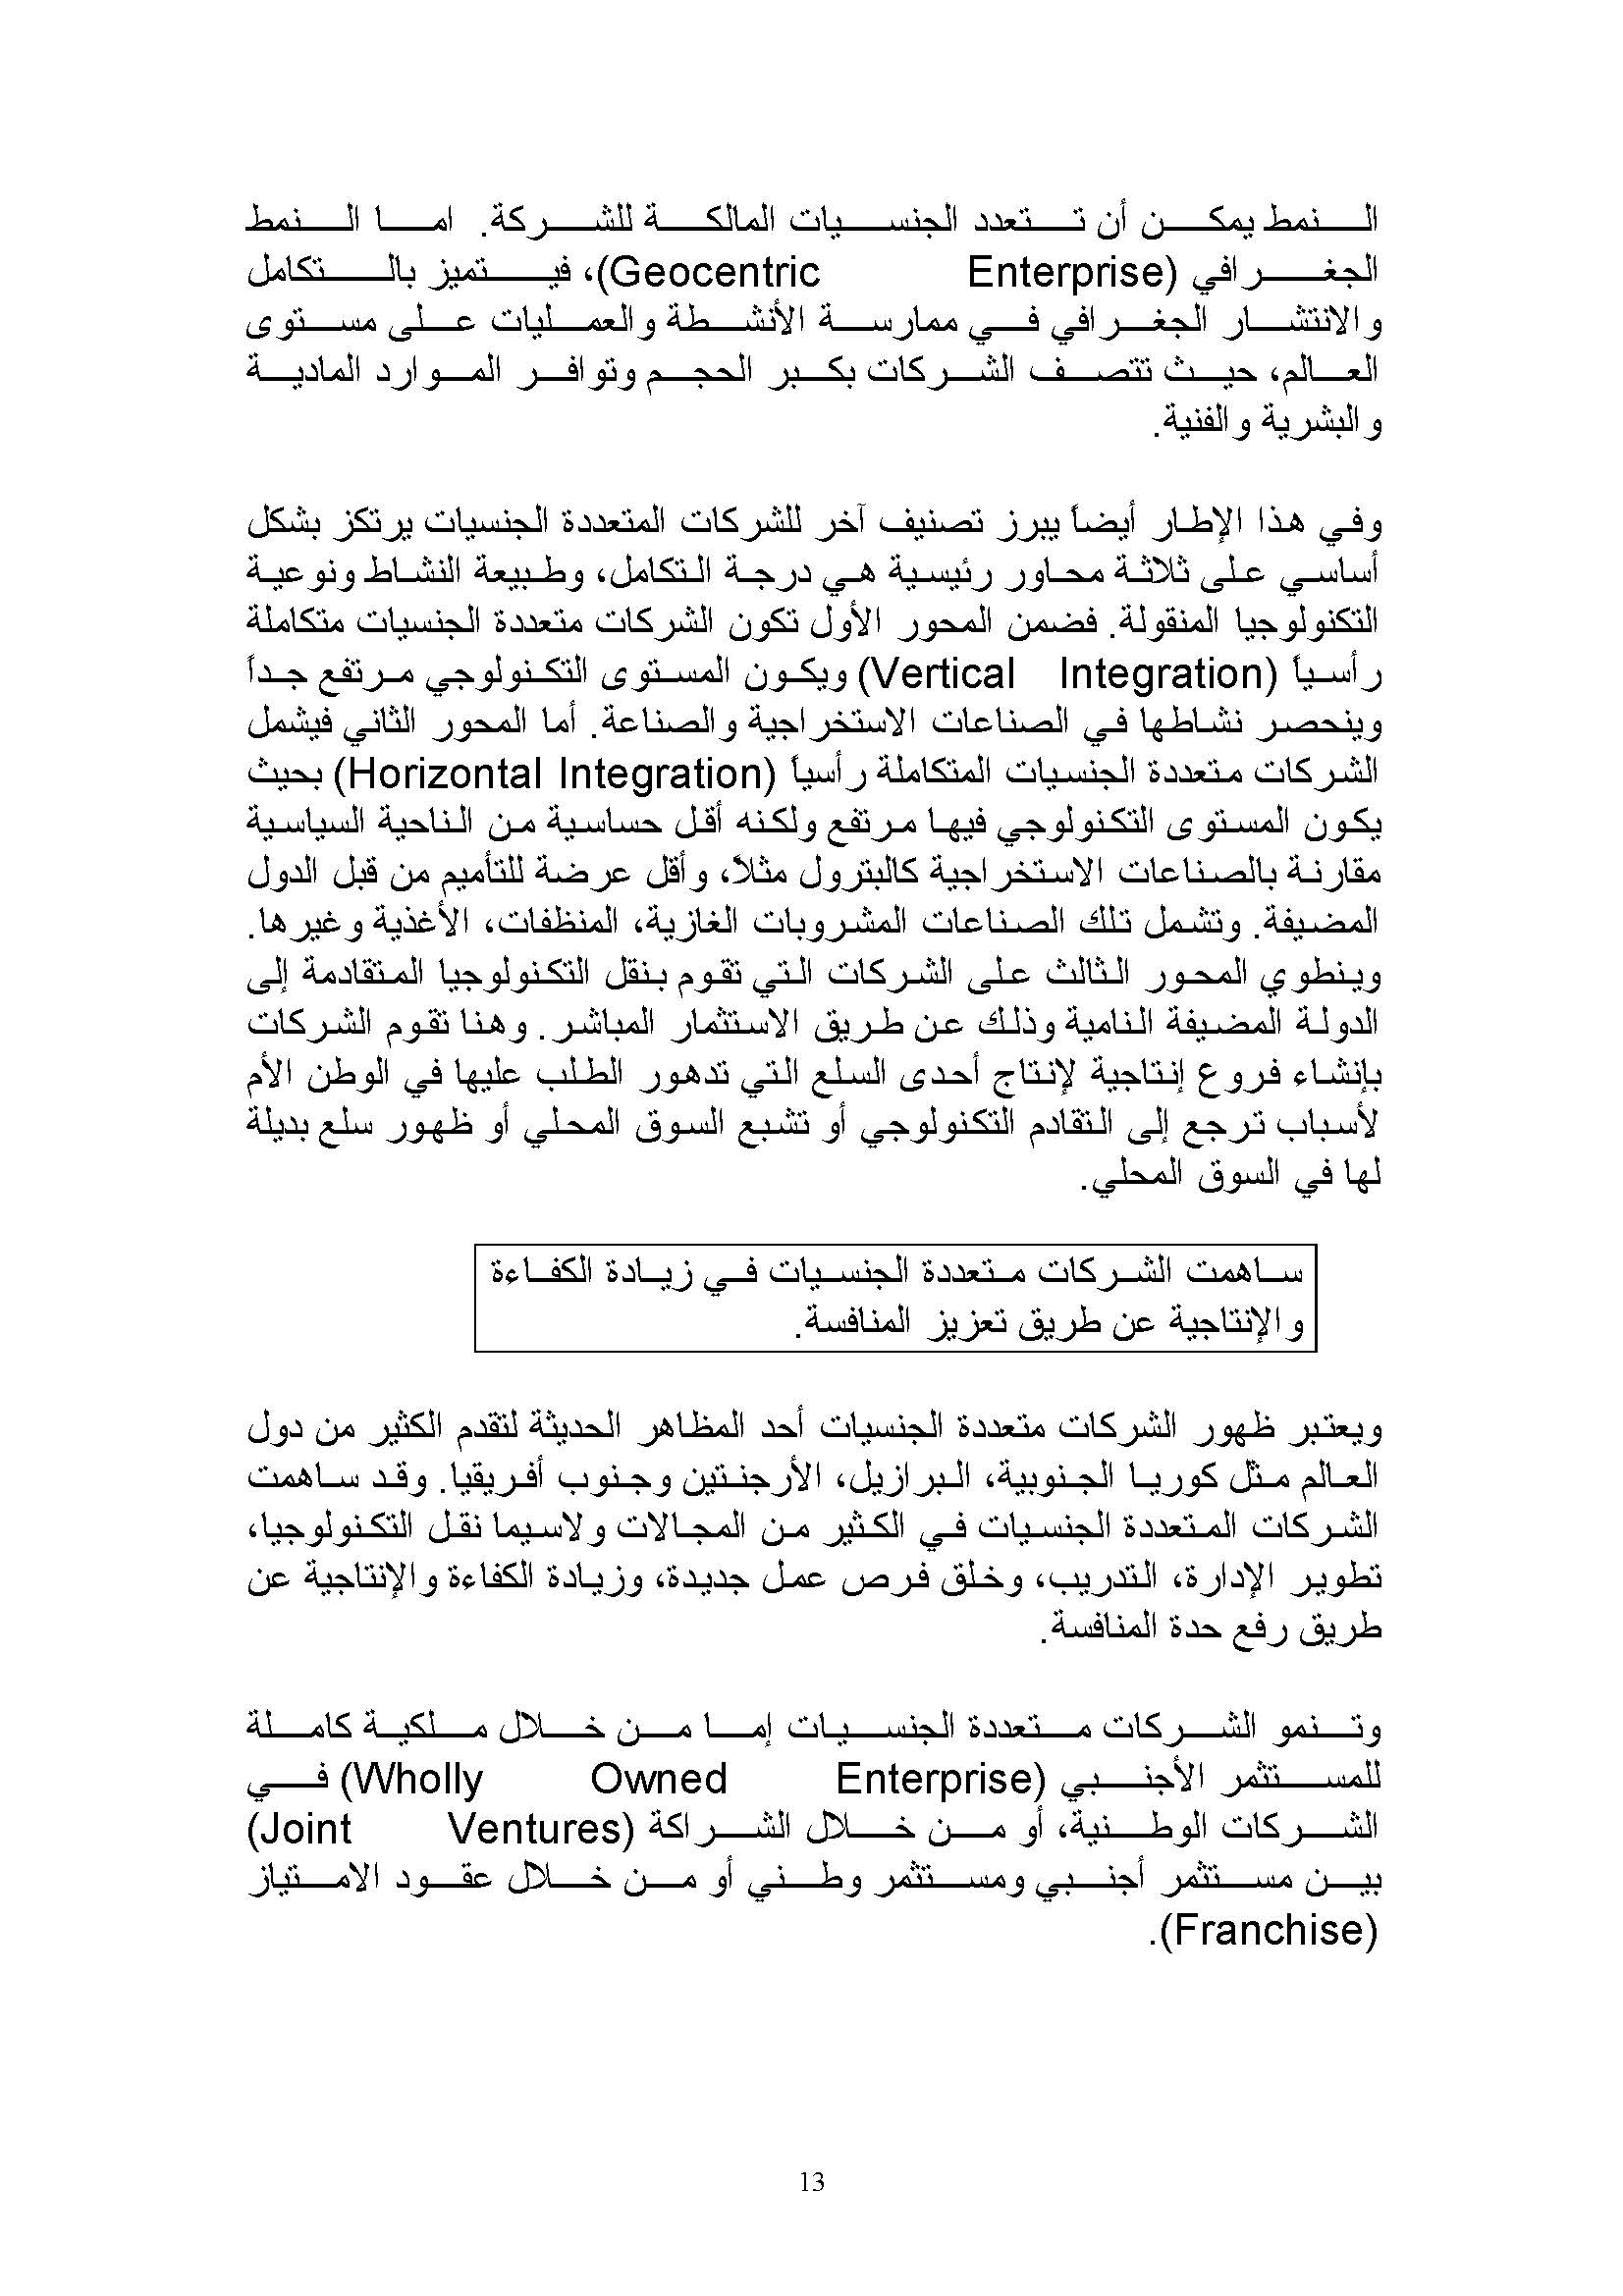 النمط يمكن أن تتعدد الجنسيات المالكة للشركة. اما النمط
الجغرافي (Geocentric Enterprise)، فيتميز بالتكامل
والانتشار الجغرافي في ممارسة الأنشطة والعمليات على مستوى
العالم، حيث تتصف الشركات بكبر الحجم وتوافر الموارد المادية
والبشرية والفنية.
وفي هذا الإطار أيضاً يبرز تصنيف آخر للشركات المتعددة الجنسيات يرتكز بشكل
أساسي على ثلاثة محاور رئيسية هي درجة التكامل، وطبيعة النشاط ونوعية
التكنولوجيا المنقولة. فضمن المحور الأول تكون الشركات متعددة الجنسيات متكاملة
رأسياً (Vertical Integration) ويكون المستوى التكنولوجي مرتفع جداً
وينحصر نشاطها في الصناعات الاستخراجية والصناعة. أما المحور الثاني فيشمل
الشركات متعددة الجنسيات المتكاملة رأسياً (Horizontal Integration) بحيث
يكون المستوى التكنولوجي فيها مرتفع ولكنه أقل حساسية من الناحية السياسية
مقارنة بالصناعات الاستخراجية كالبترول مثلاً، وأقل عرضة للتأميم من قبل الدول
المضيفة. وتشمل تلك الصناعات المشروبات الغازية، المنظفات، الأغذية وغيرها.
وينطوي المحور الثالث على الشركات التي تقوم بنقل التكنولوجيا المتقادمة إلى
الدولة المضيفة النامية وذلك عن طريق الاستثمار المباشر. وهنا تقوم الشركات
بإنشاء فروع إنتاجية لإنتاج أحدى السلع التي تدهور الطلب عليها في الوطن الأم
لأسباب ترجع إلى التقادم التكنولوجي أو تشبع السوق المحلي أو ظهور سلع بديلة
لها في السوق المحلي.
ساهمت الشركات متعددة الجنسيات في زيادة الكفاءة
والإنتاجية عن طريق تعزيز المنافسة.
ويعتبر ظهور الشركات متعددة الجنسيات أحد المظاهر الحديثة لتقدم الكثير من دول
العالم مثل كوريا الجنوبية، البرازيل، الأرجنتين وجنوب أفريقيا. وقد ساهمت
الشركات المتعددة الجنسيات في الكثير من المجالات ولاسيما نقل التكنولوجيا،
تطوير الإدارة، التدريب، وخلق فرص عمل جديدة، وزيادة الكفاءة والإنتاجية عن
طريق رفع حدة المنافسة.
وتنمو الشركات متعددة الجنسيات إما من خلال ملكية كاملة
للمستثمر الأجنبي (Wholly Owned Enterprise) في
الشركات الوطنية، أو من خلال الشراكة (Joint Ventures)
بين مستثمر أجنبي ومستثمر وطني أو من خلال عقود الامتياز
(Franchise).
13